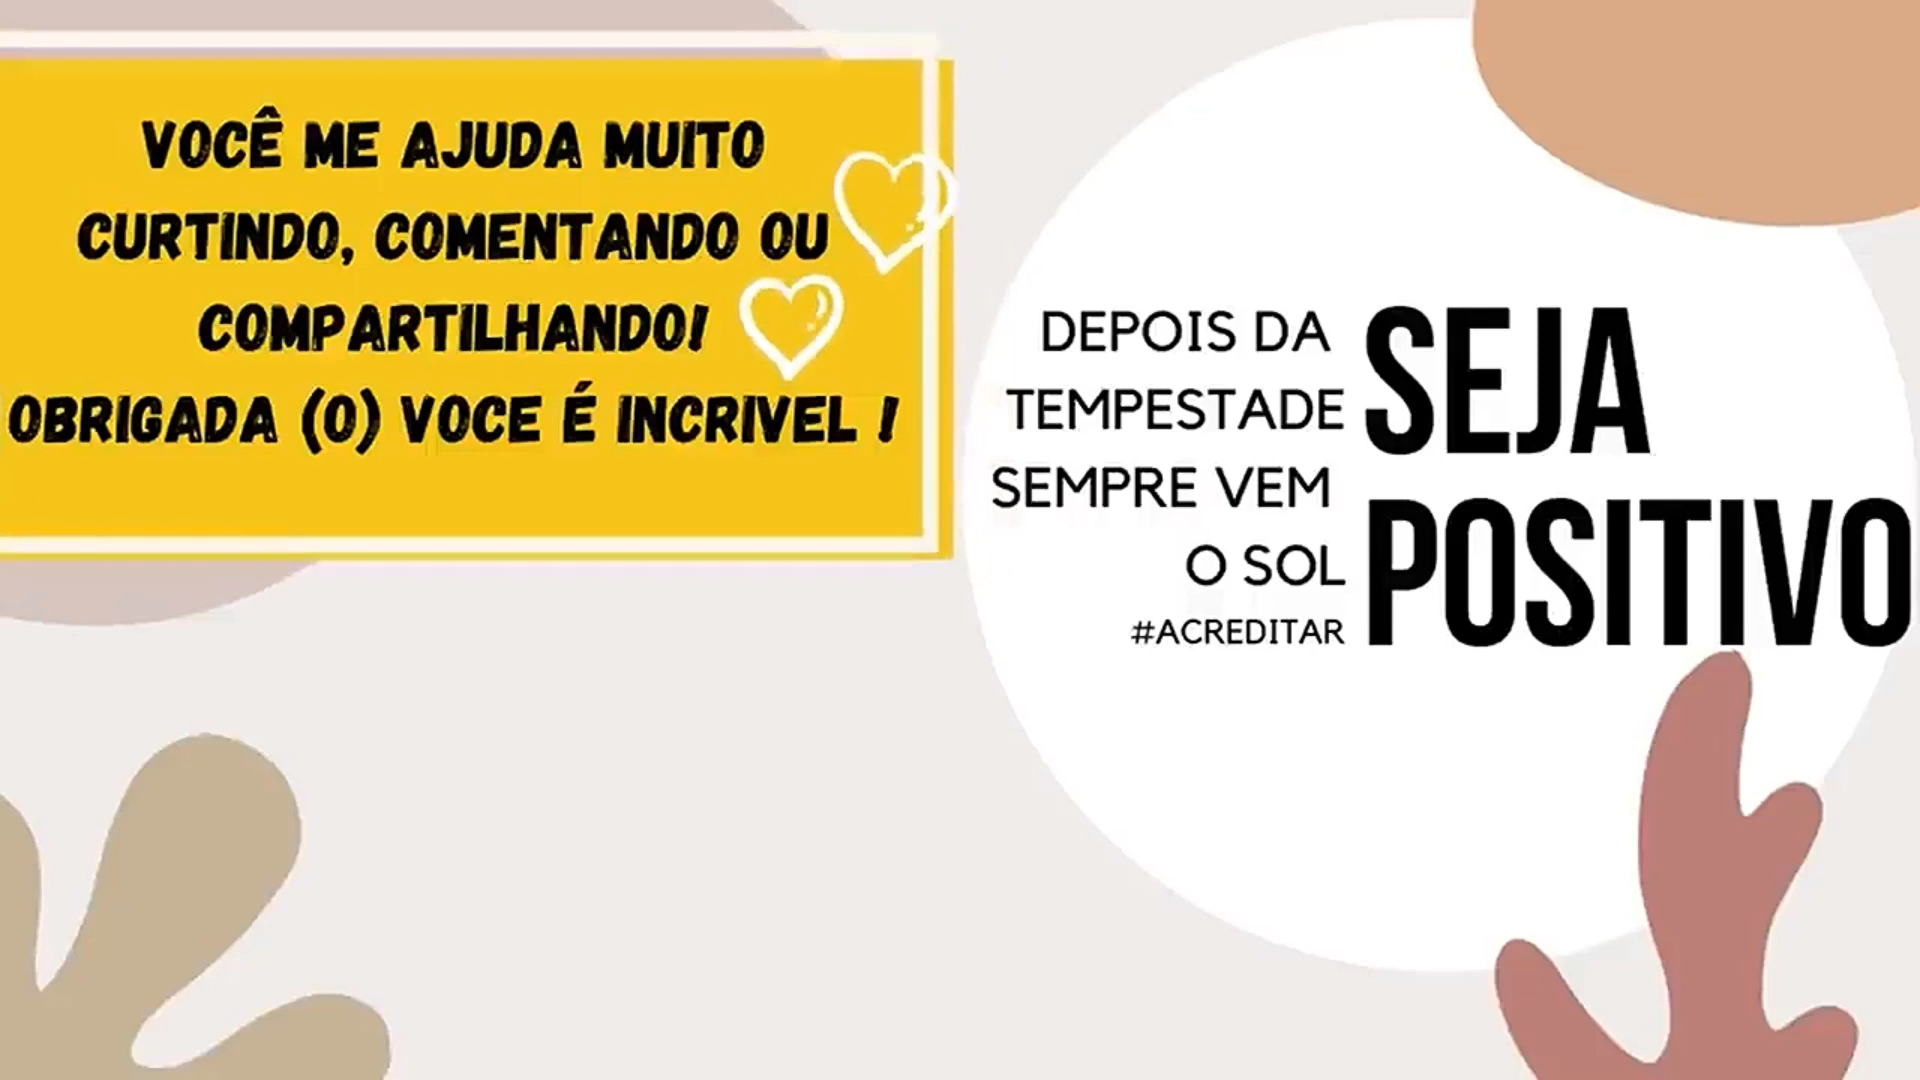 VOCÊ ME AJUDA MUITO
CURTINDO, COMENTANDO OU
COMPARTILHANDO!
OBRIGADA (O) VOCE É INCRIVEL !
DEPOIS DA
TEMPESTADE
SEMPRE VEM
O SOL
#ACREDITAR
SEJA
POSITIVO